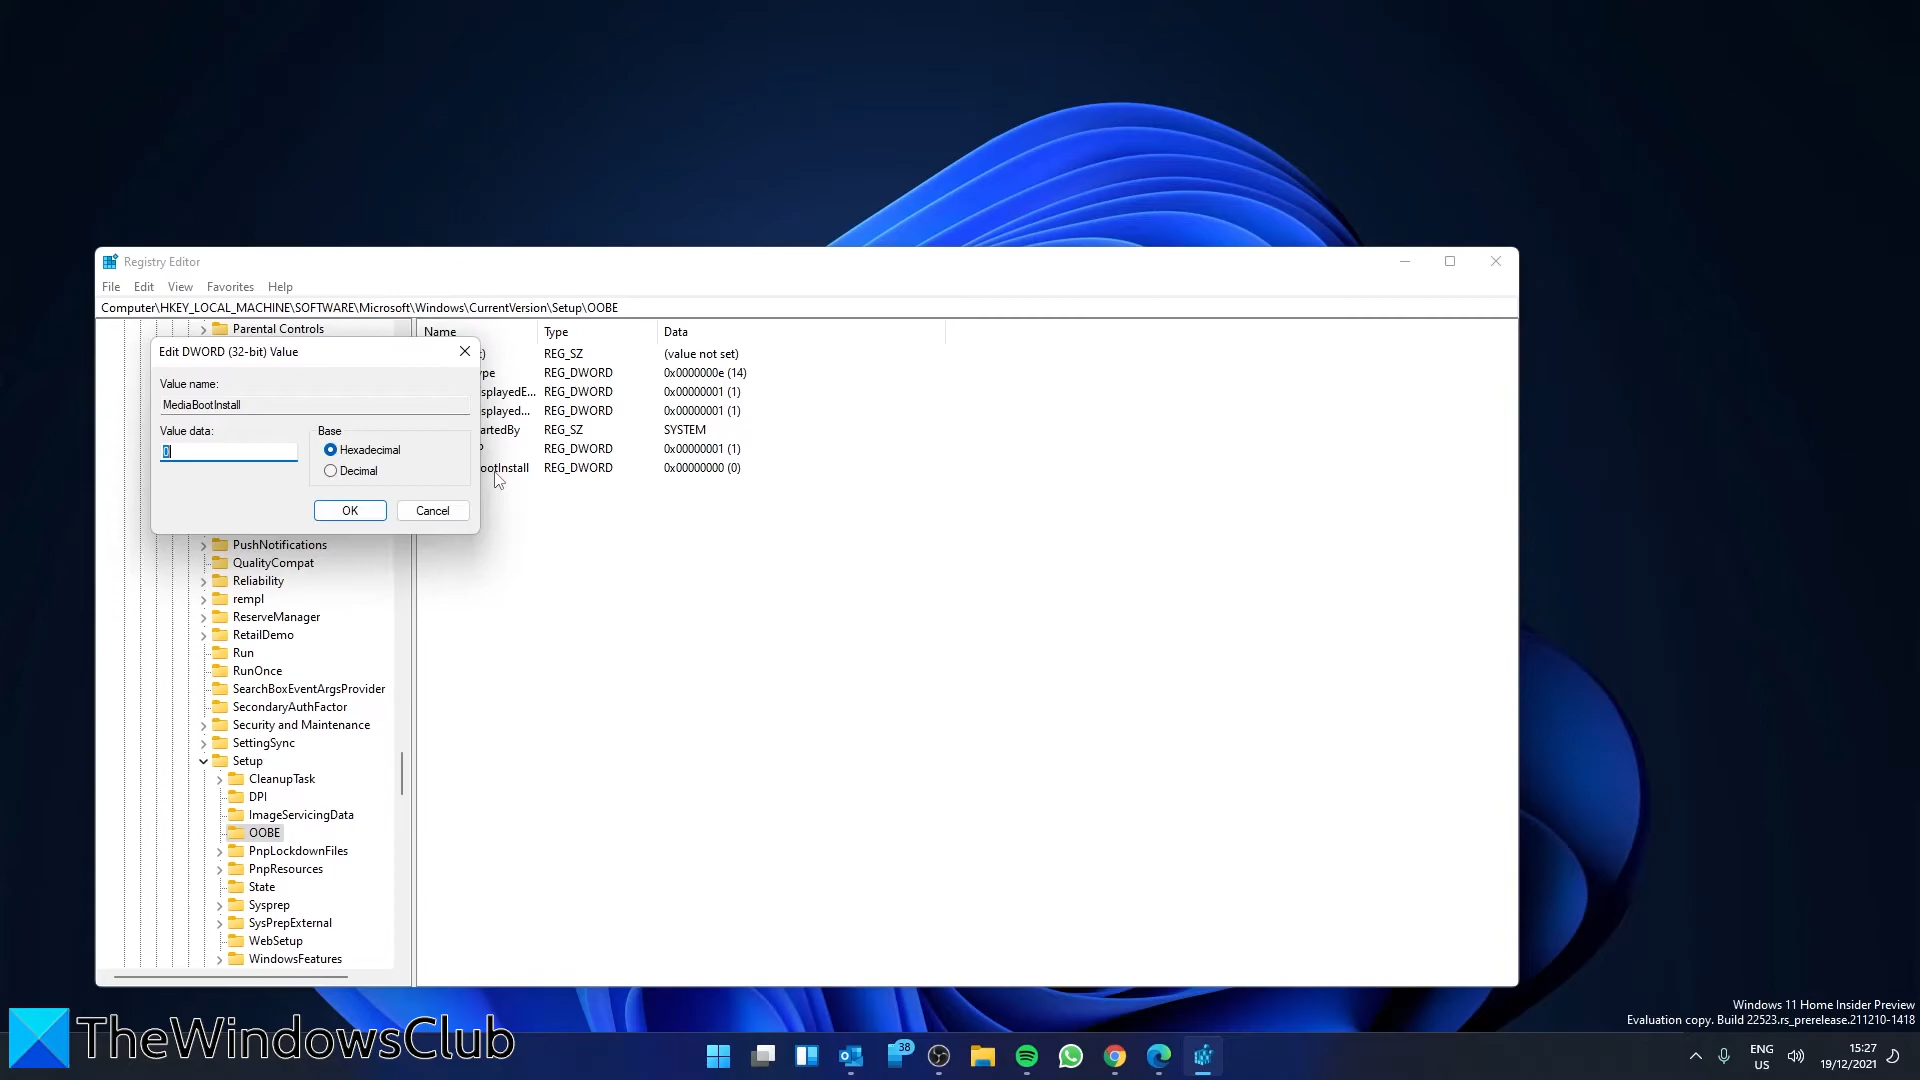 Registry Editor
File Edit View Favorites Help
Computer\HKEY_LOCAL_MACHINE\SOFTWARE\Microsoft\Windows\CurrentVersion\Setup\OOBE
Parental Controls
Name Type Data
REG_SZ (value not set)
ype REG_DWORD 0x0000000e (14)
splayedE... REG_DWORD 0x00000001 (1)
splayed... REG_DWORD 0x00000001 (1)
artedBy REG_SZ SYSTEM
REG_DWORD 0x00000001 (1)
ootInstall REG_DWORD 0x00000000 (0)
Edit DWORD (32-bit) Value
Value name:
MediaBootInstall
Value data:
0
Base
Hexadecimal
Decimal
OK Cancel
PushNotifications
QualityCompat
Reliability
rempl
ReserveManager
RetailDemo
Run
RunOnce
SearchBoxEventArgsProvider
SecondaryAuthFactor
Security and Maintenance
SettingSync
Setup
CleanupTask
DPI
ImageServicingData
OOBE
PnpLockdownFiles
PnpResources
State
Sysprep
SysPrepExternal
WebSetup
WindowsFeatures
Windows 11 Home Insider Preview
Evaluation copy. Build 22523.rs_prerelease.211210-1418
TheWindowsClub
38
ENG
US
15:27
19/12/2021